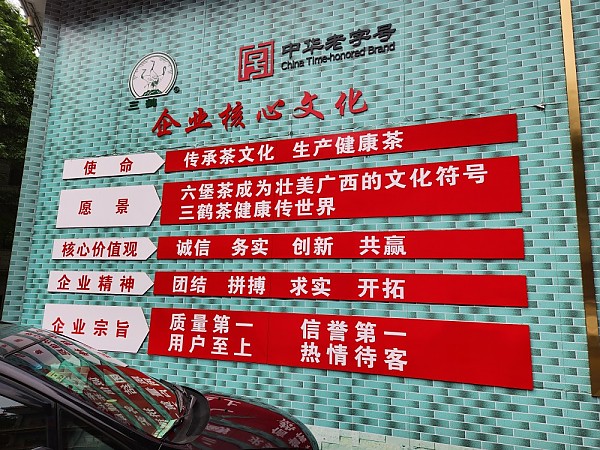 中华老字号
China Time-honored Brand
三鹤
企业核心文化
使命
传承茶文化 生产健康茶
愿景
六堡茶成为壮美广西的文化符号
三鹤茶健康传世界
核心价值观
诚信 务实 创新 共赢
企业精神
团结 拼搏 求实 开拓
企业宗旨
质量第一 信誉第一
用户至上 热情待客